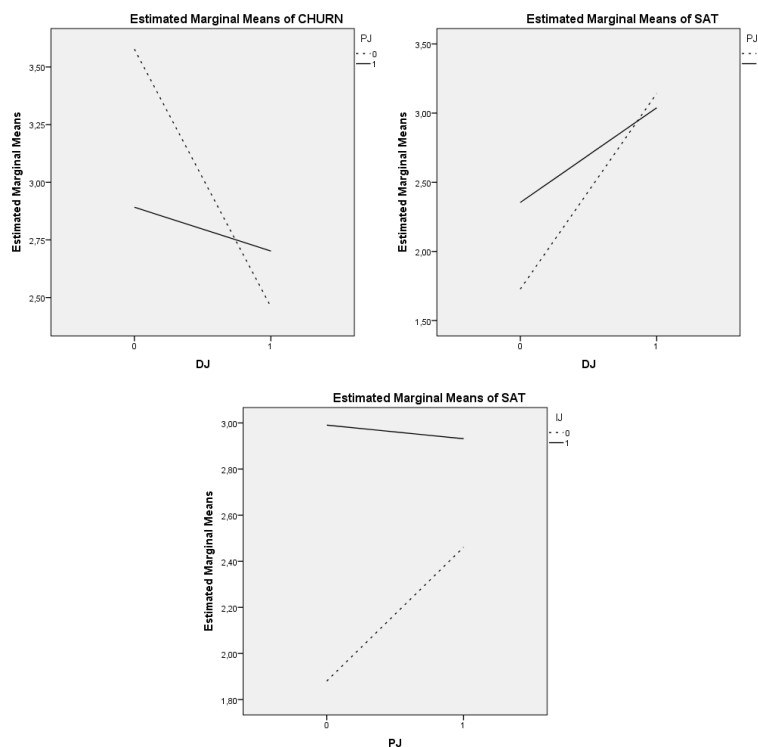 Estimated Marginal Means of CHURN
PJ
0
1
Estimated Marginal Means
3,50
3,25
3,00
2,75
2,50
0
1
DJ
Estimated Marginal Means of SAT
PJ
Estimated Marginal Means
3,50
3,00
2,50
2,00
1,50
0
1
DJ
Estimated Marginal Means of SAT
IJ
0
1
Estimated Marginal Means
3,00
2,80
2,60
2,40
2,20
2,00
1,80
0
1
PJ